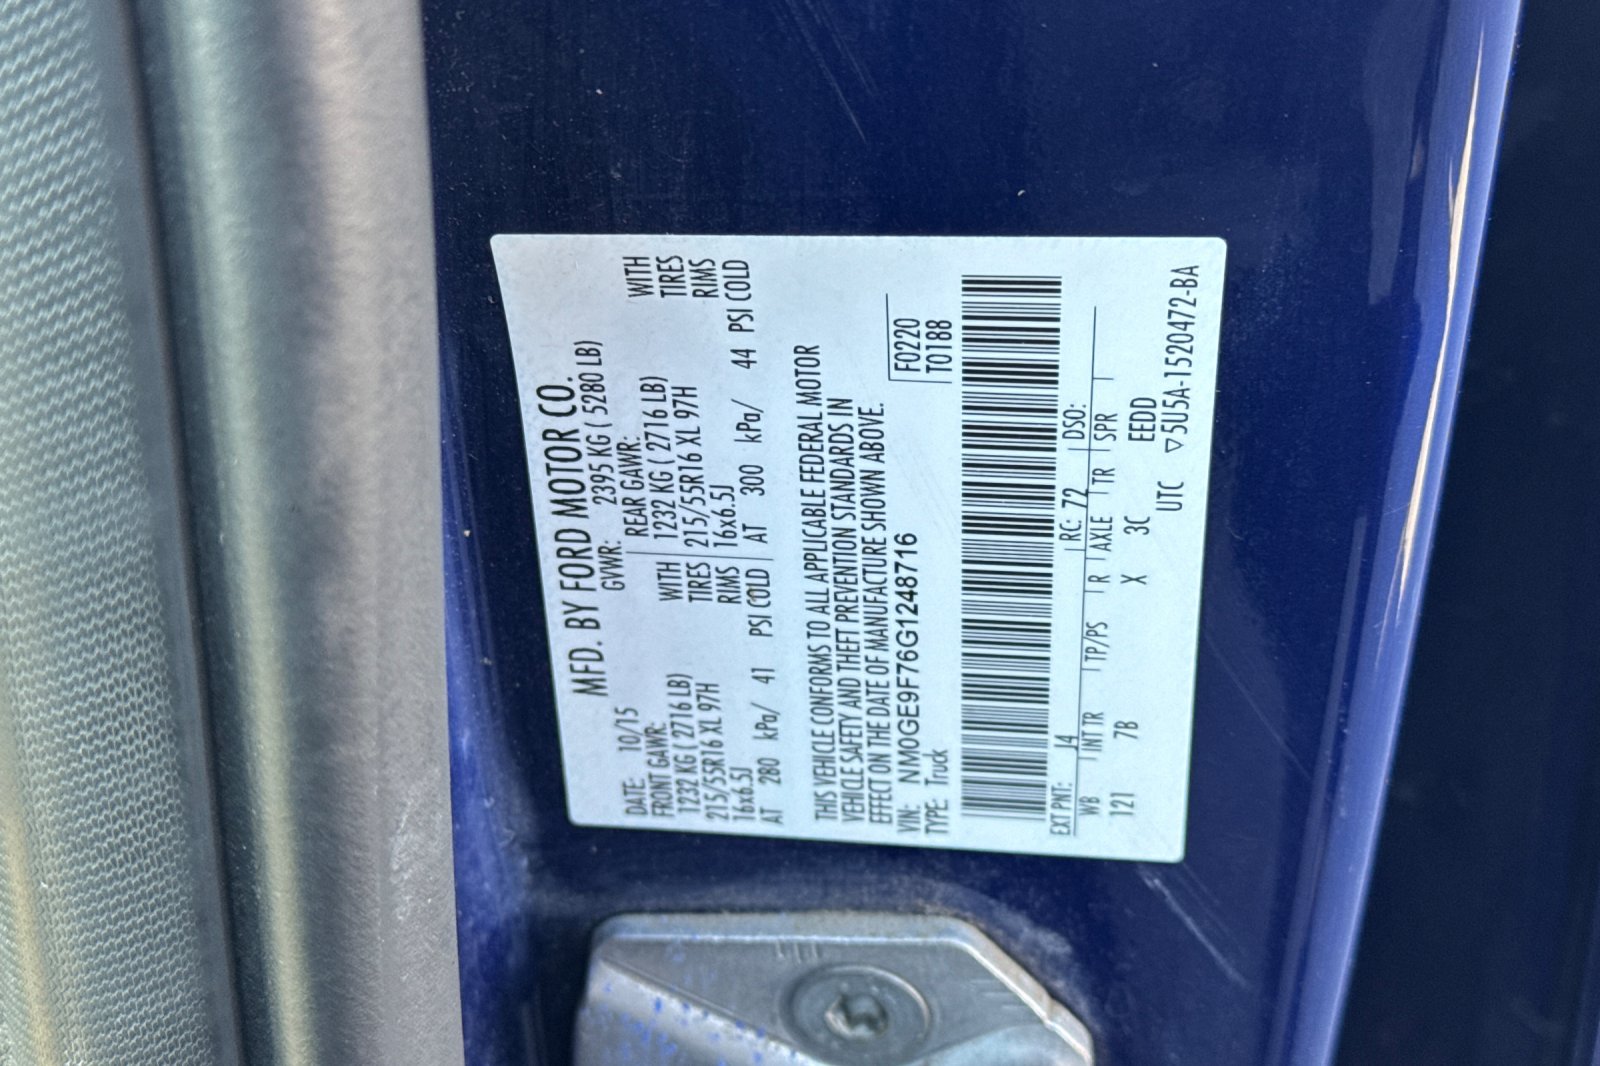 MFD. BY FORD MOTOR CO.
DATE: 10/15 GVWR: 2395 KG ( 5280 LB)
FRONT GAWR: REAR GAWR:
1232 KG ( 2716 LB) WITH 1232 KG ( 2716 LB) WITH
215/55R16 XL 97H TIRES 215/55R16 XL 97H TIRES
16x6.5J RIMS 16x6.5J RIMS
AT 280 kPa/ 41 PSI COLD AT 300 kPa/ 44 PSI COLD
THIS VEHICLE CONFORMS TO ALL APPLICABLE FEDERAL MOTOR
VEHICLE SAFETY AND THEFT PREVENTION STANDARDS IN
EFFECT ON THE DATE OF MANUFACTURE SHOWN ABOVE.
VIN: NM0GE9F76G1248716 F0220
TYPE: Truck T0188
EXT PNT: J4 RC: 72 DSO:
WB INT TR TP/PS R AXLE TR SPR
121 7B X 3C EEDD
UTC ▽5U5A-1520472-BA